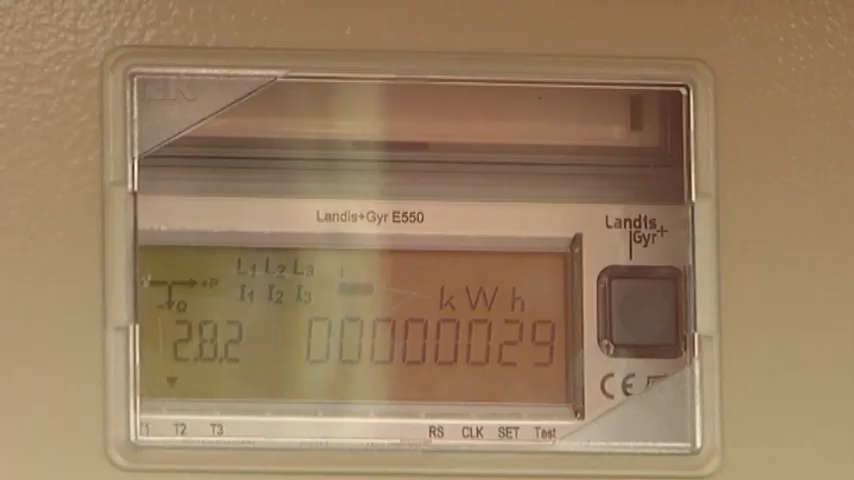 Landis+Gyr E550
Landis
Gyr+
+P
L1 L2 L3
I1 I2 I3
-Q
kWh
2.8.2 00000029
CE
T2 T3 RS CLK SET Test